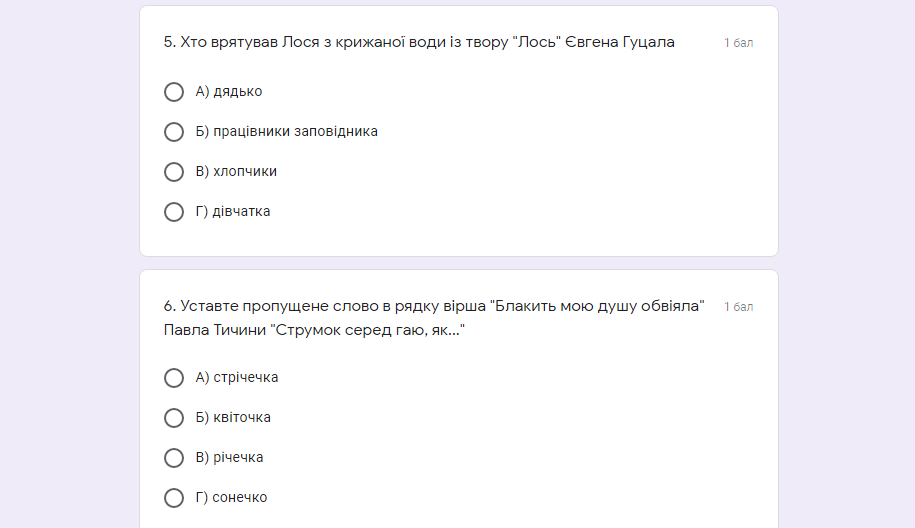 5. Хто врятував Лося з крижаної води із твору "Лось" Євгена Гуцала
1 бал
А) дядько
Б) працівники заповідника
В) хлопчики
Г) дівчатка
6. Уставте пропущене слово в рядку вірша "Блакить мою душу обвіяла"
1 бал
Павла Тичини "Струмок серед гаю, як..."
А) стрічечка
Б) квіточка
В) річечка
Г) сонечко